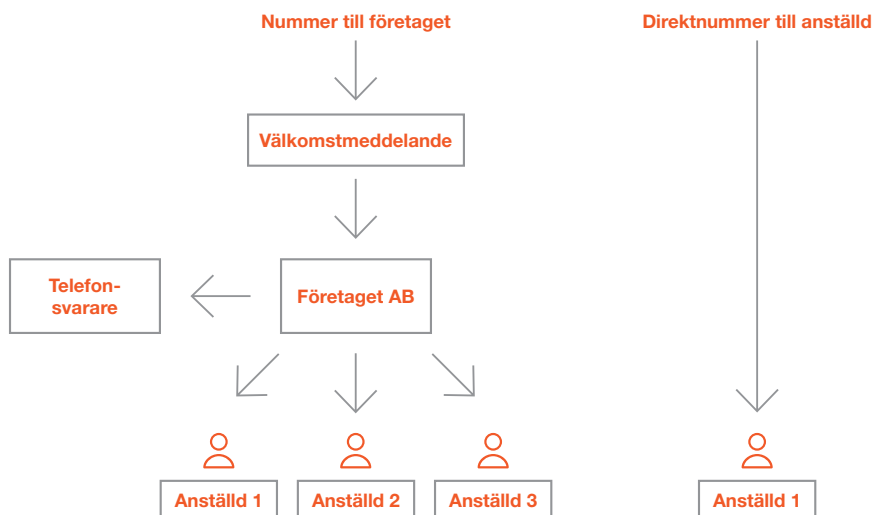 Nummer till företaget
Direktnummer till anställd
Välkomstmeddelande
Telefon-
svarare
Företaget AB
Anställd 1
Anställd 2
Anställd 3
Anställd 1